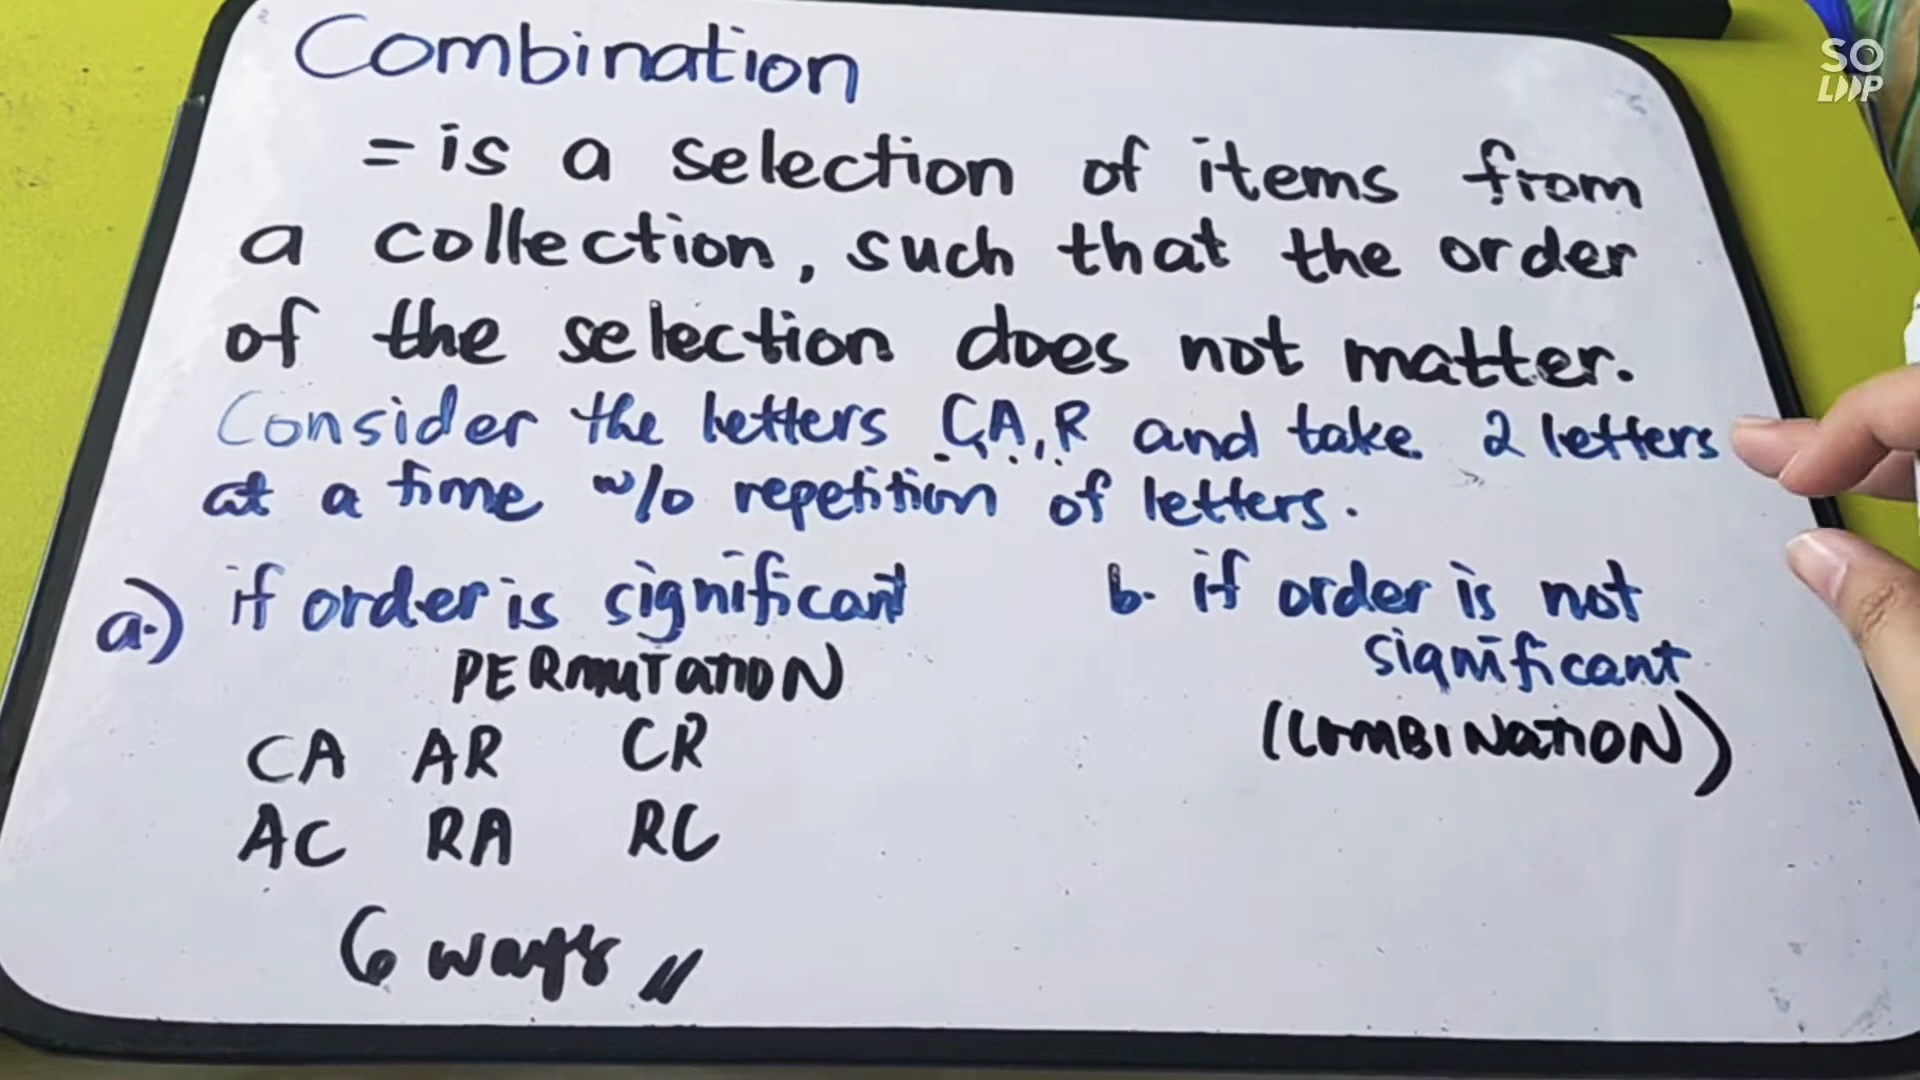 Combination
= is a selection of items from
a collection, such that the order
of the selection does not matter.
Consider the letters C,A,R and take 2 letters
at a time w/o repetition of letters.
a.) if order is significant
PERMUTATION
CA AR CR
AC RA RC
6 ways
b. if order is not
significant
(COMBINATION)
SO
LOOP